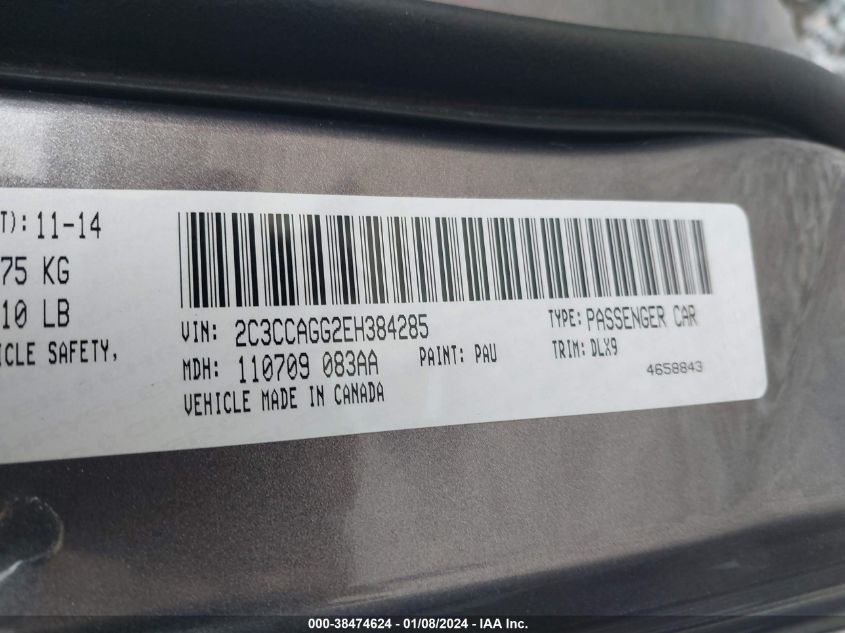 T): 11-14
75 KG
10 LB
ICLE SAFETY,
VIN: 2C3CCAGG2EH384285
TYPE: PASSENGER CAR
MDH: 110709 083AA
PAINT: PAU
TRIM: DLX9
VEHICLE MADE IN CANADA
4658843
000-38474624 - 01/08/2024 - IAA Inc.